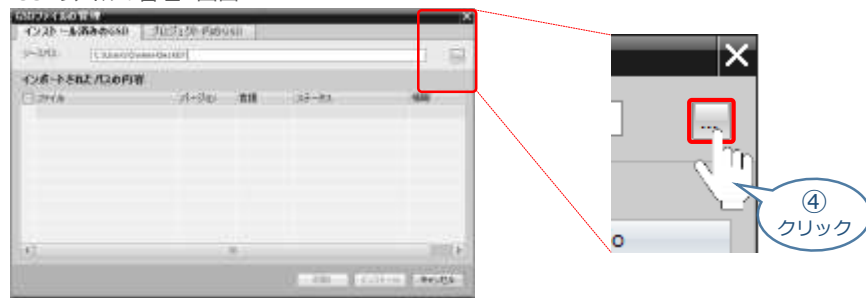 GSDファイルの管理
インストール済みのGSD
プロジェクト内のGSD
ソースパス:
インポートされたパスの内容
ファイル
バージョン
言語
ステータス
情報
削除
インストール
キャンセル
...
④
クリック